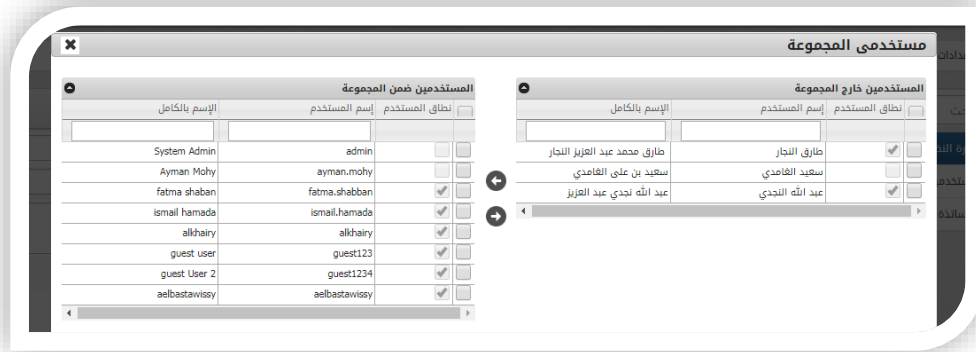 مستخدمى المجموعة
المستخدمين خارج المجموعة
نطاق المستخدم إسم المستخدم الإسم بالكامل
طارق النجار طارق محمد عبد العزيز النجار
سعيد الغامدي سعيد بن على الغامدي
عبد الله النجدي عبد الله نجدي عبد العزيز
المستخدمين ضمن المجموعة
نطاق المستخدم إسم المستخدم الإسم بالكامل
admin System Admin
ayman.mohy Ayman Mohy
fatma.shabban fatma shaban
ismail.hamada ismail hamada
alkhairy alkhairy
guest123 guest user
guest1234 guest User 2
aelbastawissy aelbastawissy